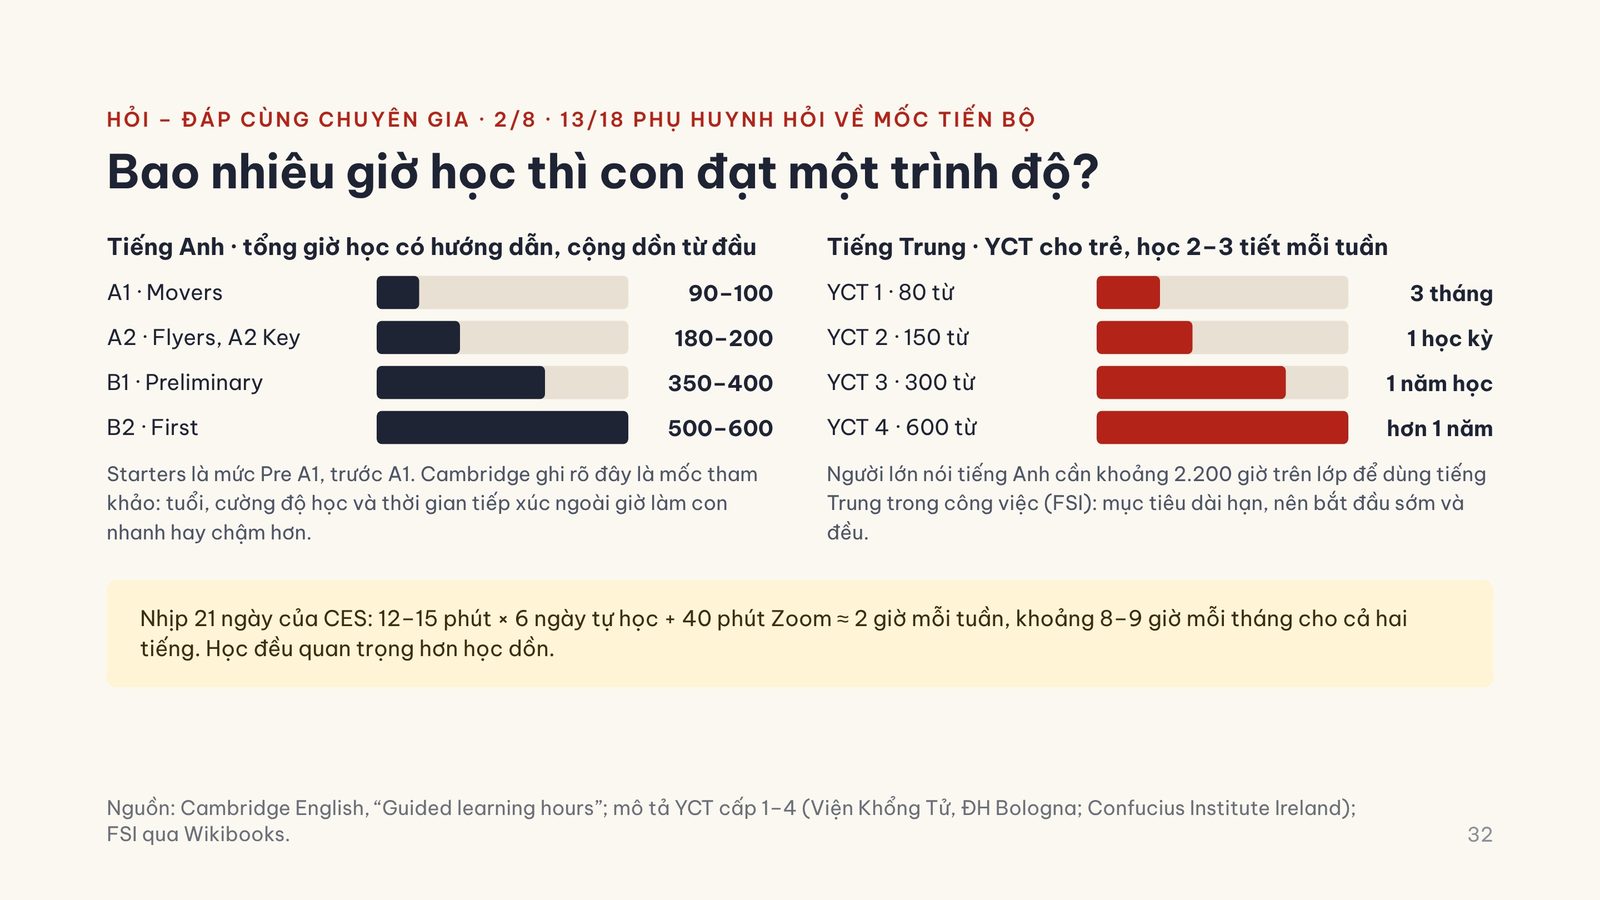 HỎI – ĐÁP CÙNG CHUYÊN GIA · 2/8 · 13/18 PHỤ HUYNH HỎI VỀ MỐC TIẾN BỘ
Bao nhiêu giờ học thì con đạt một trình độ?
Tiếng Anh · tổng giờ học có hướng dẫn, cộng dồn từ đầu
A1 · Movers 90–100
A2 · Flyers, A2 Key 180–200
B1 · Preliminary 350–400
B2 · First 500–600
Starters là mức Pre A1, trước A1. Cambridge ghi rõ đây là mốc tham
khảo: tuổi, cường độ học và thời gian tiếp xúc ngoài giờ làm con
nhanh hay chậm hơn.
Tiếng Trung · YCT cho trẻ, học 2–3 tiết mỗi tuần
YCT 1 · 80 từ 3 tháng
YCT 2 · 150 từ 1 học kỳ
YCT 3 · 300 từ 1 năm học
YCT 4 · 600 từ hơn 1 năm
Người lớn nói tiếng Anh cần khoảng 2.200 giờ trên lớp để dùng tiếng
Trung trong công việc (FSI): mục tiêu dài hạn, nên bắt đầu sớm và
đều.
Nhịp 21 ngày của CES: 12–15 phút × 6 ngày tự học + 40 phút Zoom ≈ 2 giờ mỗi tuần, khoảng 8–9 giờ mỗi tháng cho cả hai
tiếng. Học đều quan trọng hơn học dồn.
Nguồn: Cambridge English, “Guided learning hours”; mô tả YCT cấp 1–4 (Viện Khổng Tử, ĐH Bologna; Confucius Institute Ireland);
FSI qua Wikibooks.
32